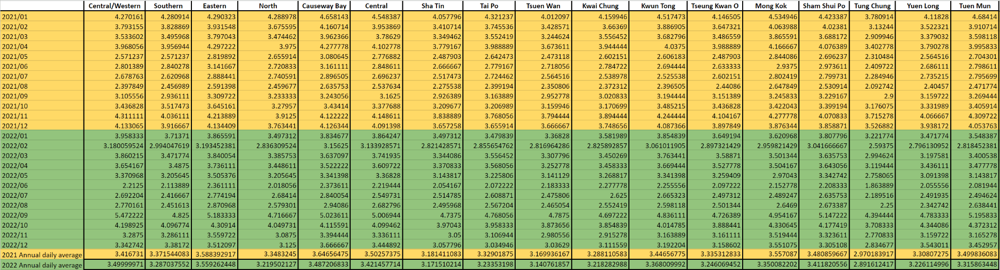 Central/Western Southern Eastern North Causeway Bay Central Sha Tin Tai Po Tsuen Wan Kwai Chung Kwun Tong Tseung Kwan O Mong Kok Sham Shui Po Tung Chung Yuen Long Tuen Mun
2021/01 4.270161 4.280914 4.290323 4.288978 4.658143 4.548387 4.057796 4.321237 4.012097 4.159946 4.517473 4.146505 4.534946 4.423387 3.780914 4.11828 4.68414
2021/02 3.793155 3.828869 3.931548 3.675595 4.160714 3.953869 3.410714 3.745536 3.428571 3.66369 3.886905 3.647321 4.063988 4.02381 3.13244 3.522321 3.910714
2021/03 3.533602 3.495968 3.797043 3.474462 3.962366 3.78629 3.349462 3.552419 3.244624 3.556452 3.682796 3.486559 3.865591 3.688172 2.909946 3.379032 3.598118
2021/04 3.968056 3.956944 4.297222 3.975 4.277778 4.102778 3.779167 3.988889 3.673611 3.944444 4.0375 3.988889 4.166667 4.076389 3.402778 3.790278 3.995833
2021/05 2.571237 2.571237 2.819892 2.655914 3.080645 2.776882 2.487903 2.642473 2.473118 2.602151 2.606183 2.487903 2.844086 2.696237 2.310484 2.564516 2.704301
2021/06 2.801389 2.840278 3.141667 2.720833 3.161111 2.848611 2.666667 2.779167 2.718056 2.784722 2.694444 2.633333 2.9375 2.973611 2.409722 2.686111 2.798611
2021/07 2.678763 2.620968 2.888441 2.740591 2.896505 2.696237 2.517473 2.724462 2.564516 2.538978 2.525538 2.602151 2.802419 2.799731 2.284946 2.735215 2.795699
2021/08 2.397849 2.456989 2.591398 2.459677 2.635753 2.537634 2.275538 2.399194 2.350806 2.372312 2.396505 2.44086 2.647849 2.530914 2.092742 2.40457 2.471774
2021/09 3.105556 2.936111 3.309722 3.233333 3.243056 3.1625 2.926389 3.163889 2.952778 3.020833 3.194444 3.151389 3.245833 3.229167 2.9 3.159722 3.269444
2021/10 3.436828 3.517473 3.645161 3.27957 3.43414 3.377688 3.209677 3.206989 3.159946 3.170699 3.485215 3.436828 3.422043 3.399194 3.176075 3.331989 3.405914
2021/11 4.311111 4.036111 4.213889 3.9125 4.122222 4.148611 3.838889 3.768056 3.794444 3.894444 4.244444 4.104167 4.277778 4.070833 3.715278 4.066667 4.309722
2021/12 4.133065 3.916667 4.134409 3.763441 4.126344 4.091398 3.657258 3.655914 3.666667 3.748656 4.087366 3.897849 3.876344 3.858871 3.526882 3.938172 4.053763
2022/01 3.958333 3.71371 3.865591 3.497312 3.834677 3.864247 3.497312 3.479839 3.36828 3.581989 3.854839 3.649194 3.620968 3.807796 3.221774 3.471774 3.548387
2022/02 3.180059524 2.994047619 3.193452381 2.836309524 3.15625 3.133928571 2.821428571 2.855654762 2.816964286 2.825892857 3.061011905 2.897321429 2.959821429 3.041666667 2.59375 2.796130952 2.818452381
2022/03 3.860215 3.471774 3.840054 3.385753 3.637097 3.741935 3.344086 3.556452 3.307796 3.450269 3.763441 3.58871 3.501344 3.635753 2.994624 3.197581 3.400538
2022/04 3.654167 3.4875 3.736111 3.448611 3.522222 3.609722 3.370833 3.568056 3.252778 3.458333 3.669444 3.527778 3.504167 3.643056 3.119444 3.436111 3.477778
2022/05 3.370968 3.205645 3.505376 3.205645 3.341398 3.36828 3.143817 3.225806 3.141129 3.268817 3.341398 3.259409 2.97043 3.342742 2.758065 3.091398 3.143817
2022/06 2.2125 2.113889 2.361111 2.018056 2.373611 2.219444 2.054167 2.072222 2.183333 2.277778 2.255556 2.097222 2.152778 2.208333 1.863889 2.055556 2.081944
2022/07 2.692204 2.416667 2.774194 2.68414 2.840054 2.549731 2.514785 2.608871 2.475806 2.625 2.665323 2.497312 2.489247 2.635753 2.189516 2.491935 2.494624
2022/08 2.770161 2.451613 2.870968 2.579301 2.94086 2.682796 2.495968 2.567204 2.465054 2.552419 2.598118 2.501344 2.6469 2.673387 2.25 2.342742 2.638441
2022/09 5.472222 4.825 5.183333 4.716667 5.023611 5.006944 4.7375 4.768056 4.7875 4.697222 4.836111 4.726389 4.954167 5.147222 4.394444 4.783333 5.195833
2022/10 4.198925 4.096774 4.30914 4.049731 4.115591 4.099462 3.97043 3.958333 3.873656 3.854839 4.014785 3.888441 4.330645 4.177419 3.708333 4.344086 4.372312
2022/11 3.2875 3.286111 3.559722 3.0875 3.394444 3.336111 3.05 3.106944 2.980556 2.915278 3.163889 3.161111 3.519444 3.323611 2.770833 3.159722 3.165278
2022/12 3.342742 3.38172 3.512097 3.125 3.666667 3.444892 3.057796 3.034946 3.03629 3.111559 3.192204 3.158602 3.551075 3.305108 2.834677 3.543011 3.452957
2021 Annual daily average 3.416731 3.371544083 3.588392917 3.3483245 3.64656475 3.50257375 3.181411083 3.32901875 3.169936167 3.288110583 3.44656775 3.335312833 3.557087 3.480859667 2.970183917 3.30807275 3.499836083
2022 Annual daily average 3.49999971 3.287037552 3.559262448 3.219502127 3.487206833 3.421457714 3.171510214 3.23353198 3.140761857 3.218282988 3.368009992 3.246069452 3.350082202 3.411820556 2.891612417 3.226114996 3.315863448